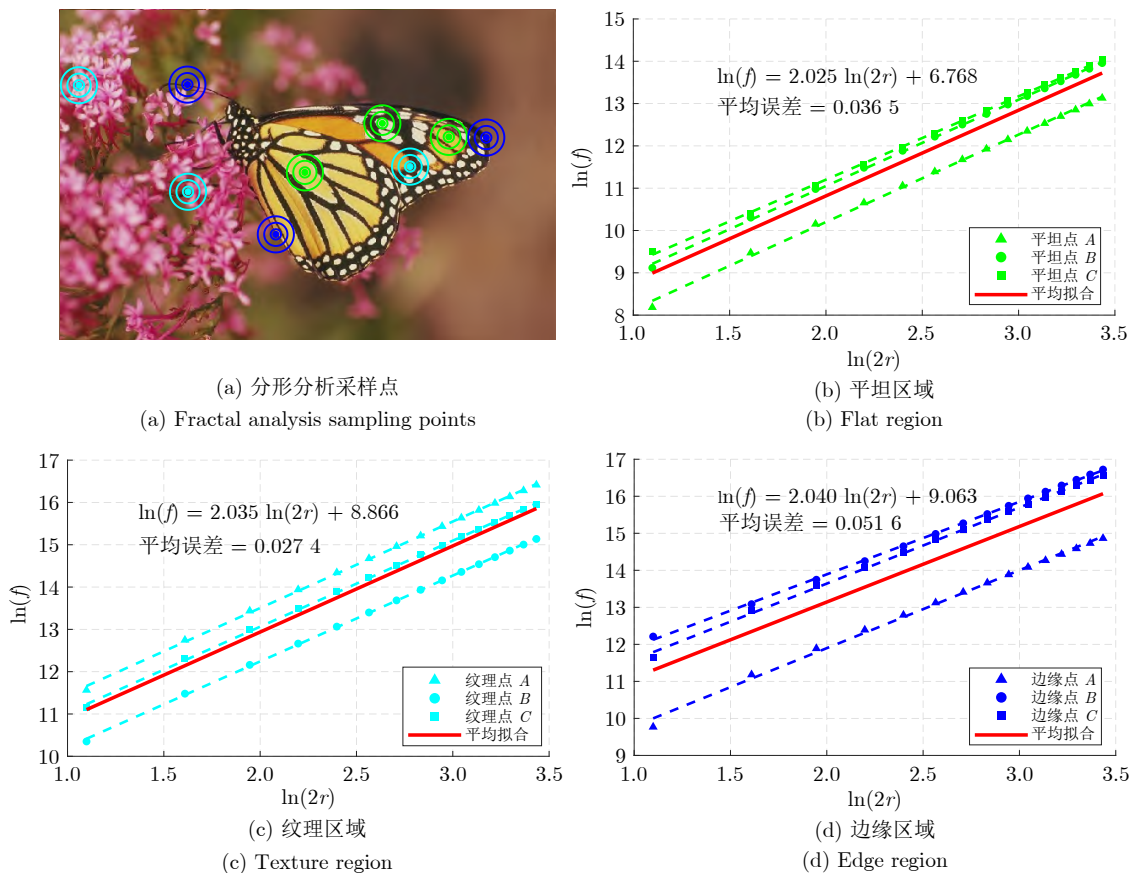 15
14
13
12
11
10
9
8
ln(f)
ln(f) = 2.025 ln(2r) + 6.768
平均误差 = 0.036 5
平坦点 A
平坦点 B
平坦点 C
平均拟合
1.0 1.5 2.0 2.5 3.0 3.5
ln(2r)
(a) 分形分析采样点
(a) Fractal analysis sampling points
(b) 平坦区域
(b) Flat region
17
16
15
14
13
12
11
10
ln(f)
ln(f) = 2.035 ln(2r) + 8.866
平均误差 = 0.027 4
纹理点 A
纹理点 B
纹理点 C
平均拟合
1.0 1.5 2.0 2.5 3.0 3.5
ln(2r)
(c) 纹理区域
(c) Texture region
17
16
15
14
13
12
11
10
9
ln(f)
ln(f) = 2.040 ln(2r) + 9.063
平均误差 = 0.051 6
边缘点 A
边缘点 B
边缘点 C
平均拟合
1.0 1.5 2.0 2.5 3.0 3.5
ln(2r)
(d) 边缘区域
(d) Edge region